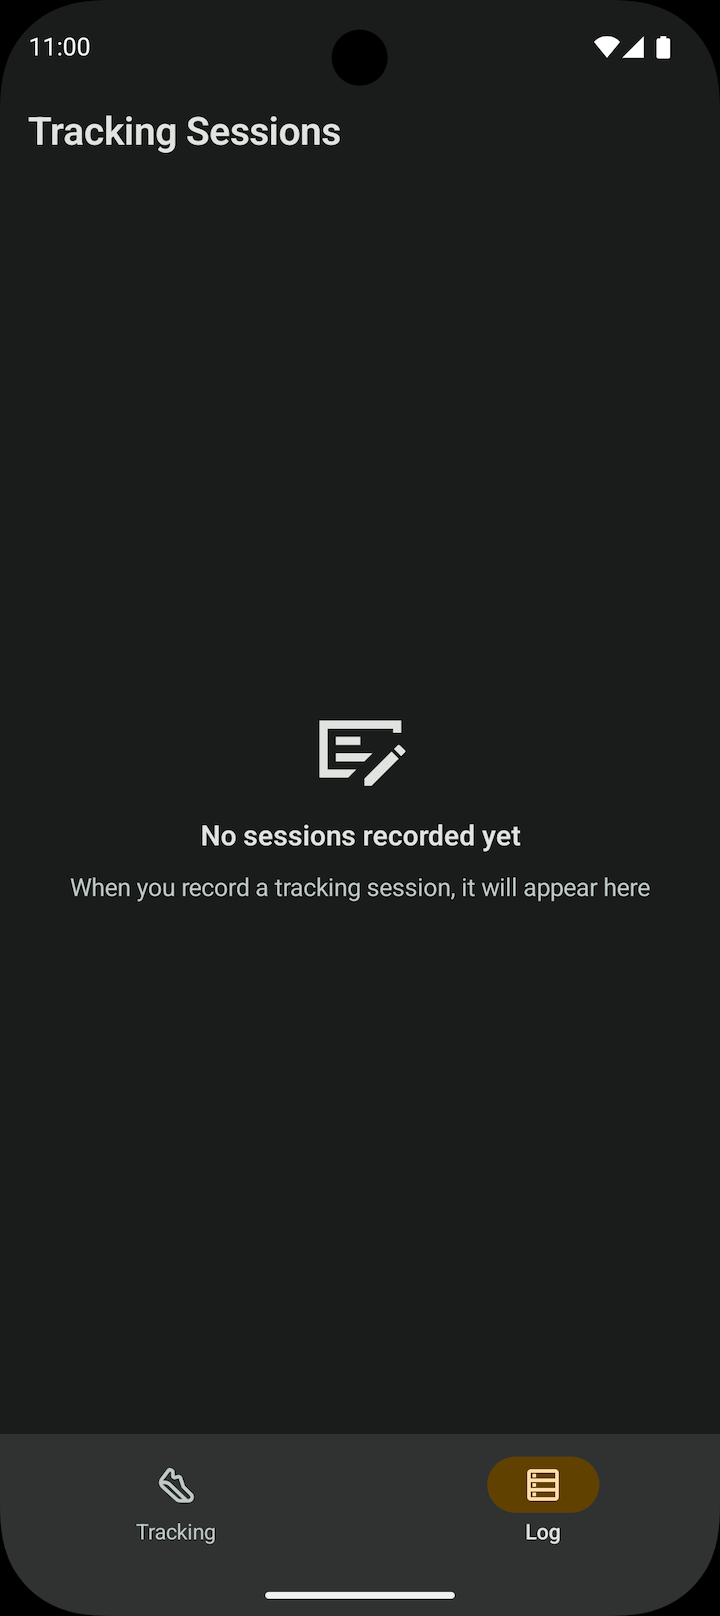 11:00
Tracking Sessions
No sessions recorded yet
When you record a tracking session, it will appear here
Tracking
Log